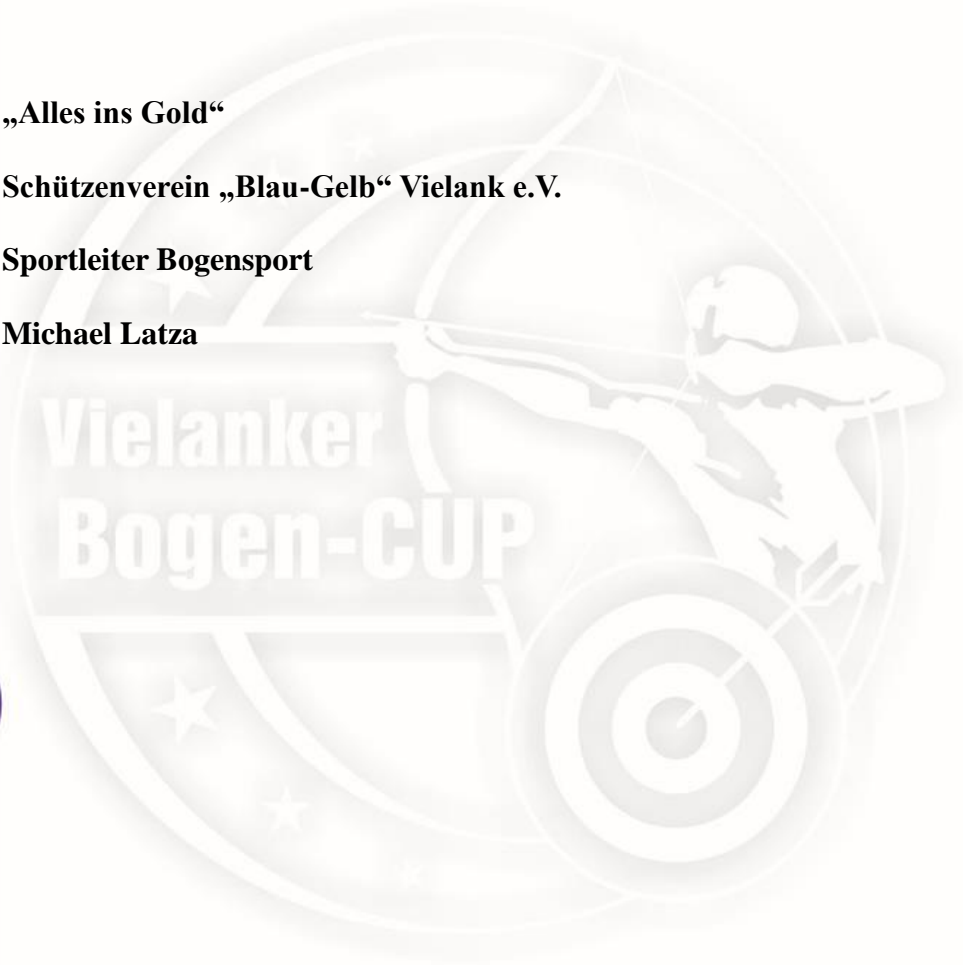 „Alles ins Gold“
Schützenverein „Blau-Gelb“ Vielank e.V.
Sportleiter Bogensport
Michael Latza
Vielanker
Bogen-CUP